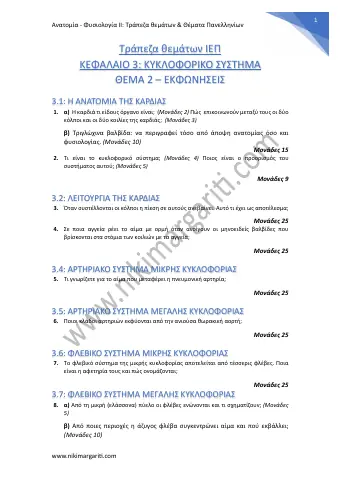 Ανατομία - Φυσιολογία ΙΙ: Τράπεζα θεμάτων & Θέματα Πανελληνίων
1
Τράπεζα θεμάτων ΙΕΠ
ΚΕΦΑΛΑΙΟ 3: ΚΥΚΛΟΦΟΡΙΚΟ ΣΥΣΤΗΜΑ
ΘΕΜΑ 2 – ΕΚΦΩΝΗΣΕΙΣ
3.1: Η ΑΝΑΤΟΜΙΑ ΤΗΣ ΚΑΡΔΙΑΣ
1. α) Η καρδιά τι είδους όργανο είναι; (Μονάδες 2) Πώς επικοινωνούν μεταξύ τους οι δύο
κόλποι και οι δύο κοιλίες της καρδιάς; (Μονάδες 3)
β) Τριγλώχινα βαλβίδα: να περιγραφεί τόσο από άποψη ανατομίας όσο και
φυσιολογίας. (Μονάδες 10)
Μονάδες 15
2. Τι είναι το κυκλοφορικό σύστημα; (Μονάδες 4) Ποιος είναι ο προορισμός του
συστήματος αυτού; (Μονάδες 5)
Μονάδες 9
3.2: ΛΕΙΤΟΥΡΓΙΑ ΤΗΣ ΚΑΡΔΙΑΣ
3. Όταν συστέλλονται οι κόλποι η πίεση σε αυτούς ανεβαίνει. Αυτό τι έχει ως αποτέλεσμα;
Μονάδες 25
4. Σε ποια αγγεία ρέει το αίμα με ορμή όταν ανοίγουν οι μηνοειδείς βαλβίδες που
βρίσκονται στα στόμια των κοιλιών με τα αγγεία;
Μονάδες 25
3.4: ΑΡΤΗΡΙΑΚΟ ΣΥΣΤΗΜΑ ΜΙΚΡΗΣ ΚΥΚΛΟΦΟΡΙΑΣ
5. Τι γνωρίζετε για το αίμα που μεταφέρει η πνευμονική αρτηρία;
Μονάδες 25
3.5: ΑΡΤΗΡΙΑΚΟ ΣΥΣΤΗΜΑ ΜΕΓΑΛΗΣ ΚΥΚΛΟΦΟΡΙΑΣ
6. Ποιοι κλάδοι αρτηριών εκφύονται από την ανιούσα θωρακική αορτή;
Μονάδες 25
3.6: ΦΛΕΒΙΚΟ ΣΥΣΤΗΜΑ ΜΙΚΡΗΣ ΚΥΚΛΟΦΟΡΙΑΣ
7. Το φλεβικό σύστημα της μικρής κυκλοφορίας αποτελείται από τέσσερις φλέβες. Ποια
είναι η αφετηρία τους και πώς ονομάζονται;
Μονάδες 25
3.7: ΦΛΕΒΙΚΟ ΣΥΣΤΗΜΑ ΜΕΓΑΛΗΣ ΚΥΚΛΟΦΟΡΙΑΣ
8. α) Από τη μικρή (ελάσσονα) πύελο οι φλέβες ενώνονται και τι σχηματίζουν; (Μονάδες
5)
β) Από ποιες περιοχές η άζυγος φλέβα συγκεντρώνει αίμα και πού εκβάλλει;
(Μονάδες 10)
www.nikimargariti.com
www.nikimargariti.com